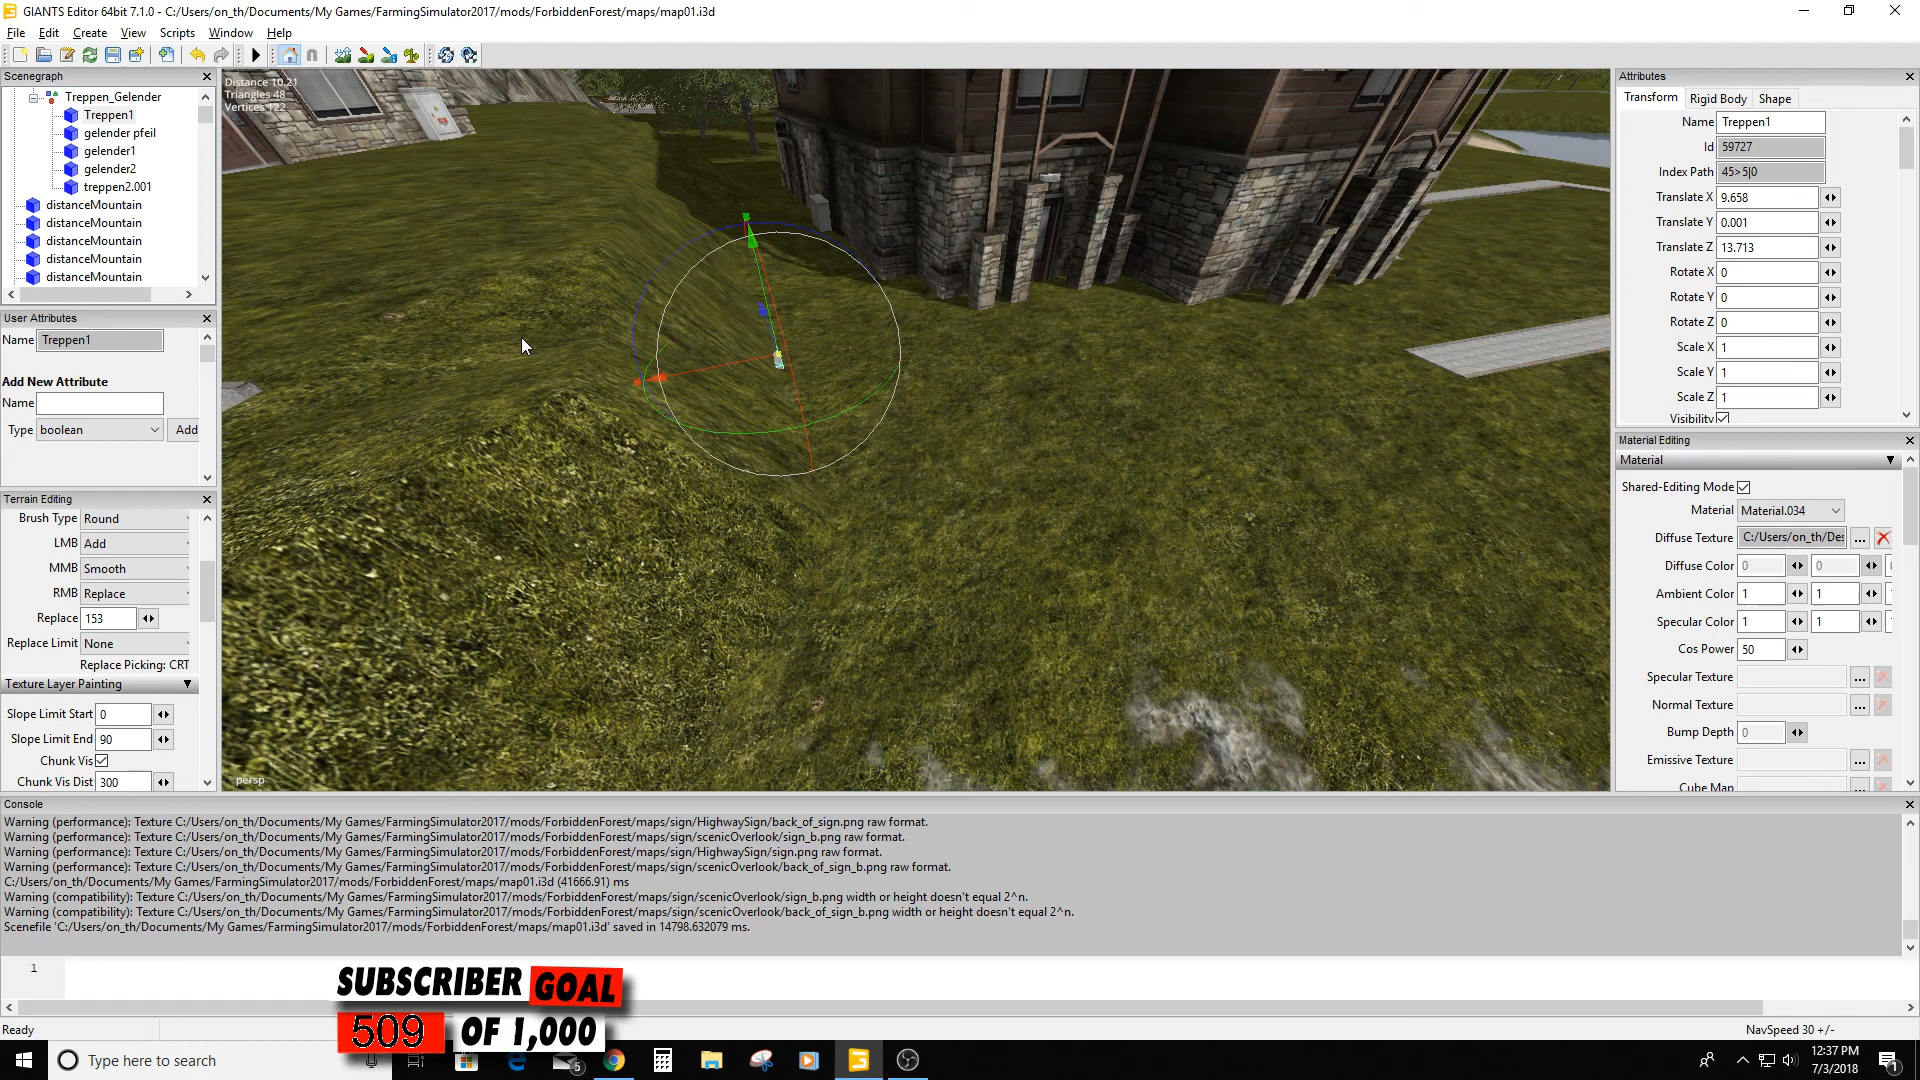 GIANTS Editor 64bit 7.1.0 - C:/Users/on_th/Documents/My Games/FarmingSimulator2017/mods/ForbiddenForest/maps/map01.i3d
File Edit Create View Scripts Window Help
Scenegraph
Treppen_Gelender
Treppen1
gelender pfeil
gelender1
gelender2
treppen2.001
distanceMountain
distanceMountain
distanceMountain
distanceMountain
distanceMountain
User Attributes
Name Treppen1
Add New Attribute
Name
Type boolean Add
Terrain Editing
Brush Type Round
LMB Add
MMB Smooth
RMB Replace
Replace 153
Replace Limit None
Replace Picking: CRT
Texture Layer Painting
Slope Limit Start 0
Slope Limit End 90
Chunk Vis
Chunk Vis Dist 300
Distance 10.21
Triangles 48
Vertices 122
persp
Attributes
Transform Rigid Body Shape
Name Treppen1
Id 59727
Index Path 45>5|0
Translate X 9.658
Translate Y 0.001
Translate Z 13.713
Rotate X 0
Rotate Y 0
Rotate Z 0
Scale X 1
Scale Y 1
Scale Z 1
Visibility
Material Editing
Material
Shared-Editing Mode
Material Material.034
Diffuse Texture C:/Users/on_th/Des ...
Diffuse Color 0 0
Ambient Color 1 1
Specular Color 1 1
Cos Power 50
Specular Texture ...
Normal Texture ...
Bump Depth 0
Emissive Texture ...
Cube Map
Console
Warning (performance): Texture C:/Users/on_th/Documents/My Games/FarmingSimulator2017/mods/ForbiddenForest/maps/sign/HighwaySign/back_of_sign.png raw format.
Warning (performance): Texture C:/Users/on_th/Documents/My Games/FarmingSimulator2017/mods/ForbiddenForest/maps/sign/scenicOverlook/sign_b.png raw format.
Warning (performance): Texture C:/Users/on_th/Documents/My Games/FarmingSimulator2017/mods/ForbiddenForest/maps/sign/HighwaySign/sign.png raw format.
Warning (performance): Texture C:/Users/on_th/Documents/My Games/FarmingSimulator2017/mods/ForbiddenForest/maps/sign/scenicOverlook/back_of_sign_b.png raw format.
C:/Users/on_th/Documents/My Games/FarmingSimulator2017/mods/ForbiddenForest/maps/map01.i3d (41666.91) ms
Warning (compatibility): Texture C:/Users/on_th/Documents/My Games/FarmingSimulator2017/mods/ForbiddenForest/maps/sign/scenicOverlook/sign_b.png width or height doesn't equal 2^n.
Warning (compatibility): Texture C:/Users/on_th/Documents/My Games/FarmingSimulator2017/mods/ForbiddenForest/maps/sign/scenicOverlook/back_of_sign_b.png width or height doesn't equal 2^n.
Scenefile 'C:/Users/on_th/Documents/My Games/FarmingSimulator2017/mods/ForbiddenForest/maps/map01.i3d' saved in 14798.632079 ms.
1
SUBSCRIBER GOAL
509 OF 1,000
Ready
NavSpeed 30 +/-
Type here to search
5
12:37 PM
7/3/2018
1